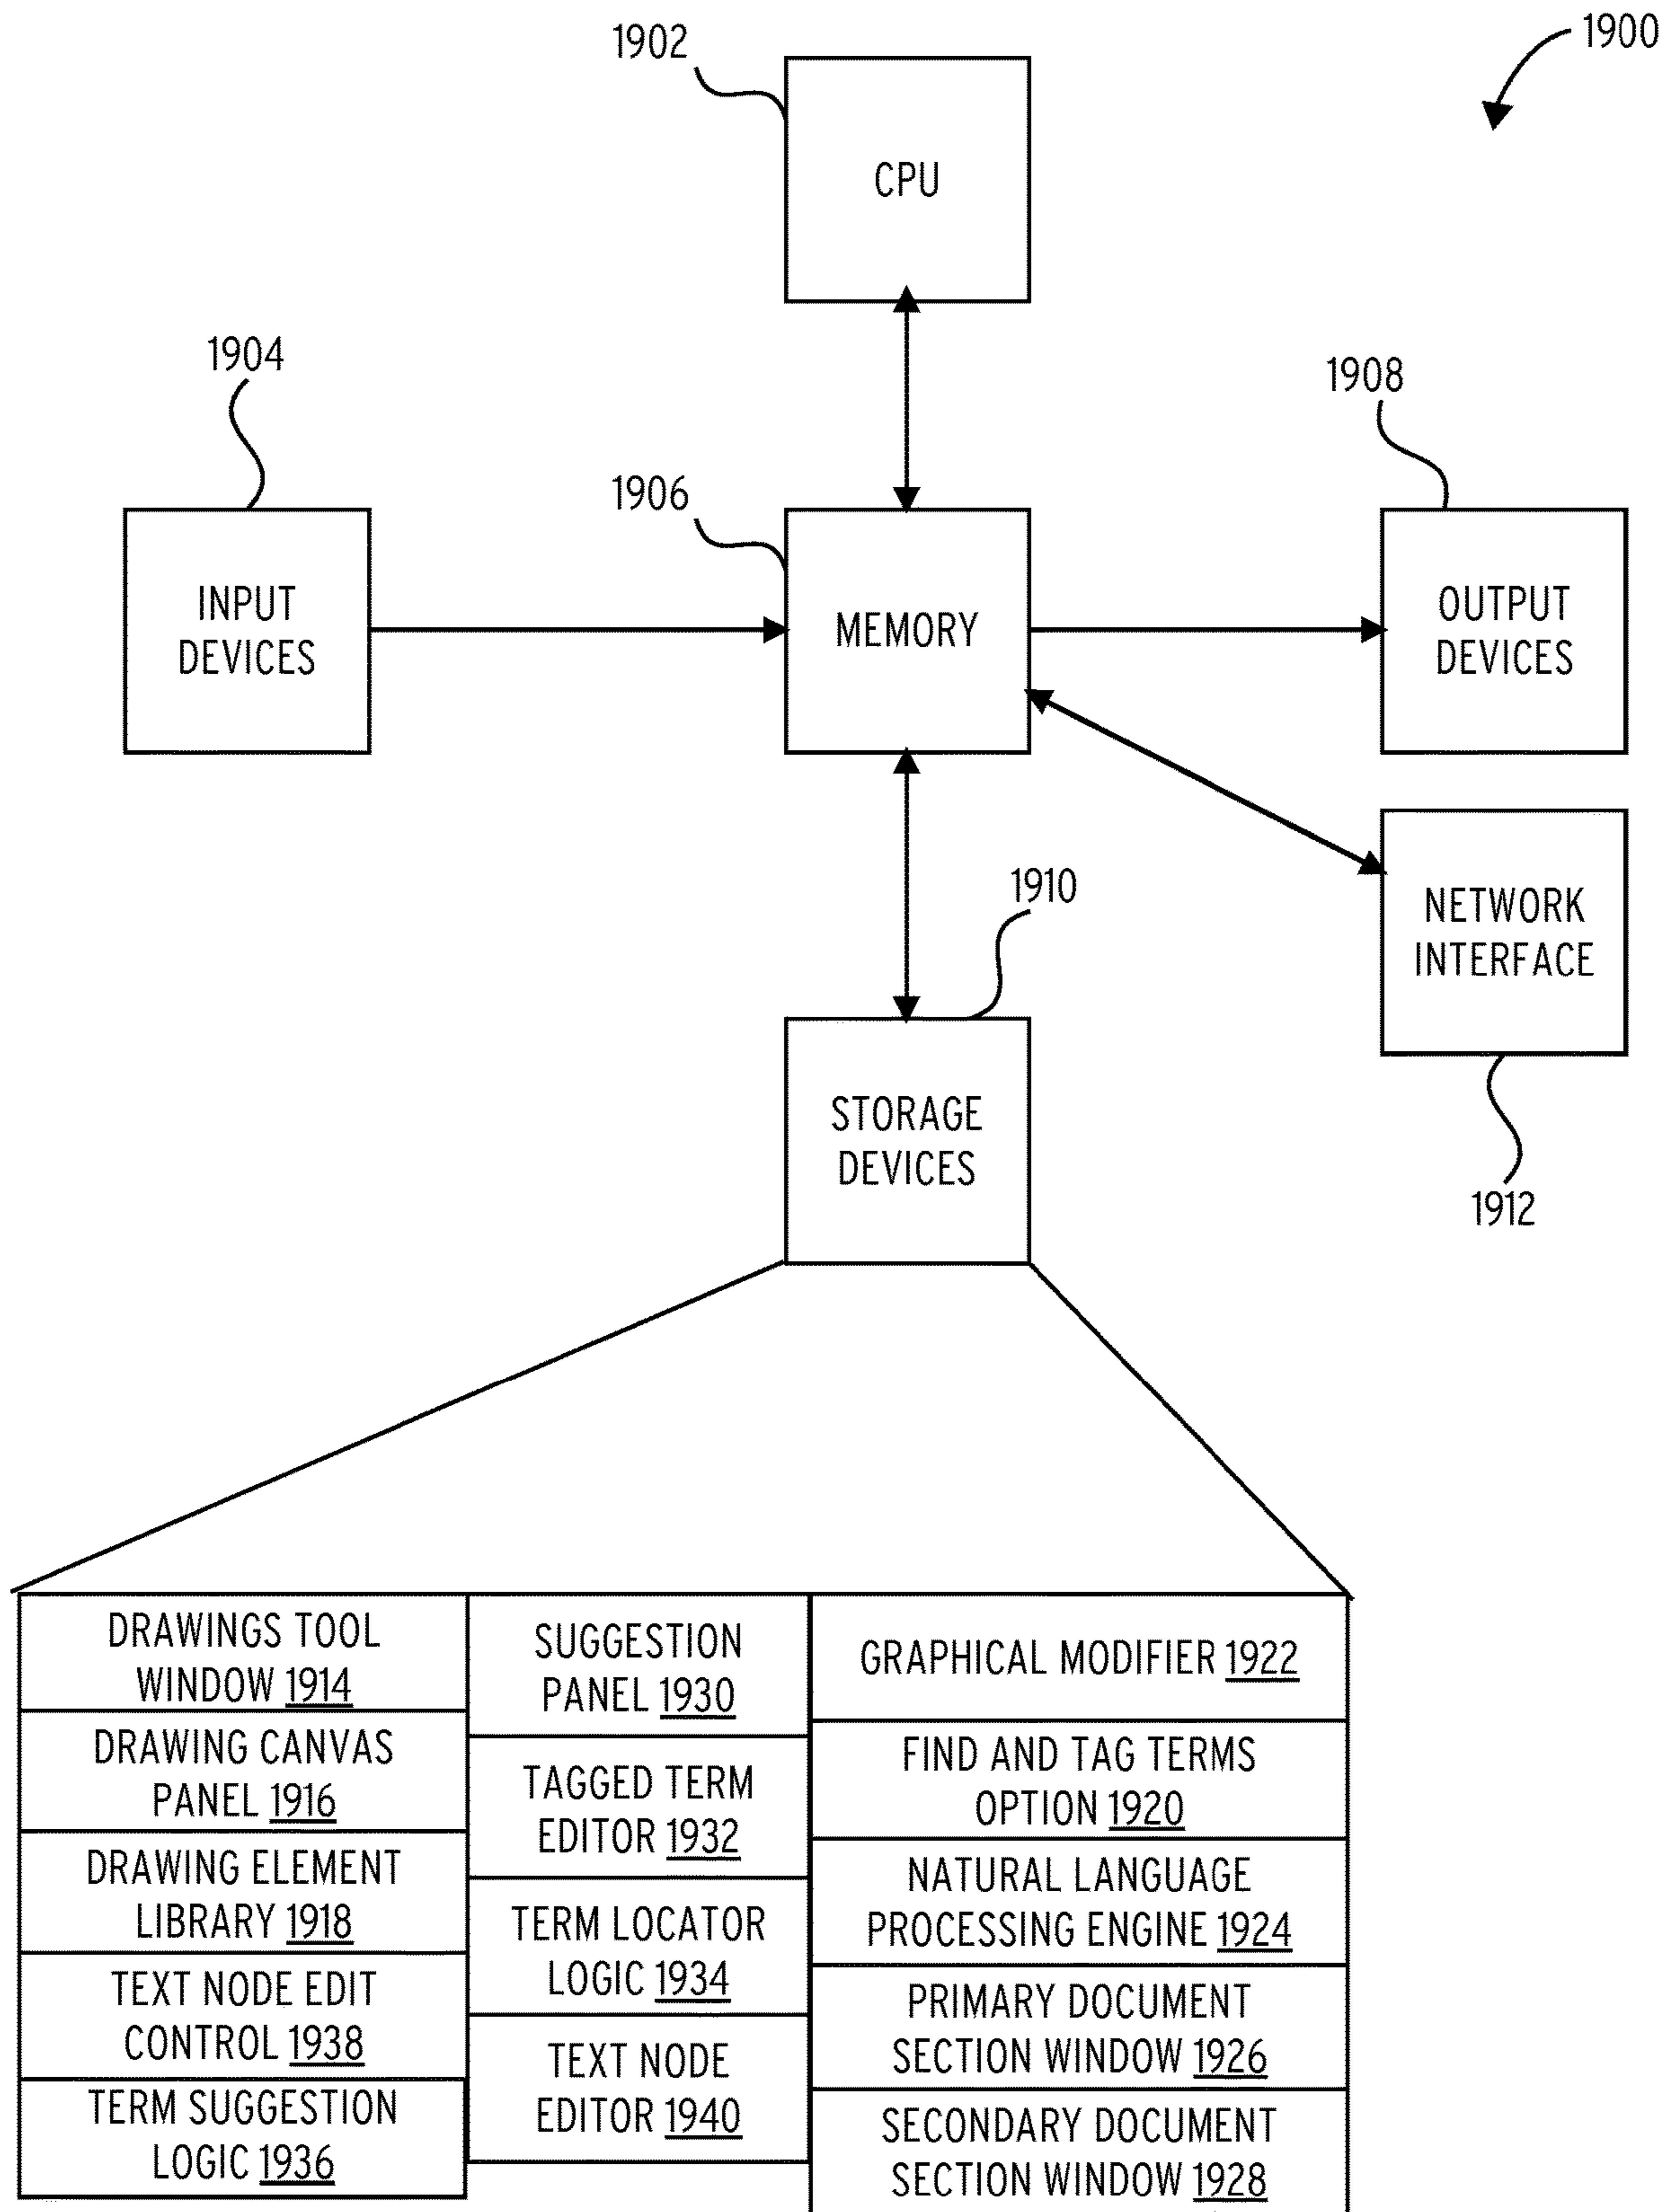 1900
1902
CPU
1904
1908
1906
INPUT
DEVICES
MEMORY
OUTPUT
DEVICES
1910
NETWORK
INTERFACE
STORAGE
DEVICES
1912
DRAWINGS TOOL
WINDOW 1914
DRAWING CANVAS
PANEL 1916
DRAWING ELEMENT
LIBRARY 1918
TEXT NODE EDIT
CONTROL 1938
TERM SUGGESTION
LOGIC 1936
SUGGESTION
PANEL 1930
TAGGED TERM
EDITOR 1932
TERM LOCATOR
LOGIC 1934
TEXT NODE
EDITOR 1940
GRAPHICAL MODIFIER 1922
FIND AND TAG TERMS
OPTION 1920
NATURAL LANGUAGE
PROCESSING ENGINE 1924
PRIMARY DOCUMENT
SECTION WINDOW 1926
SECONDARY DOCUMENT
SECTION WINDOW 1928